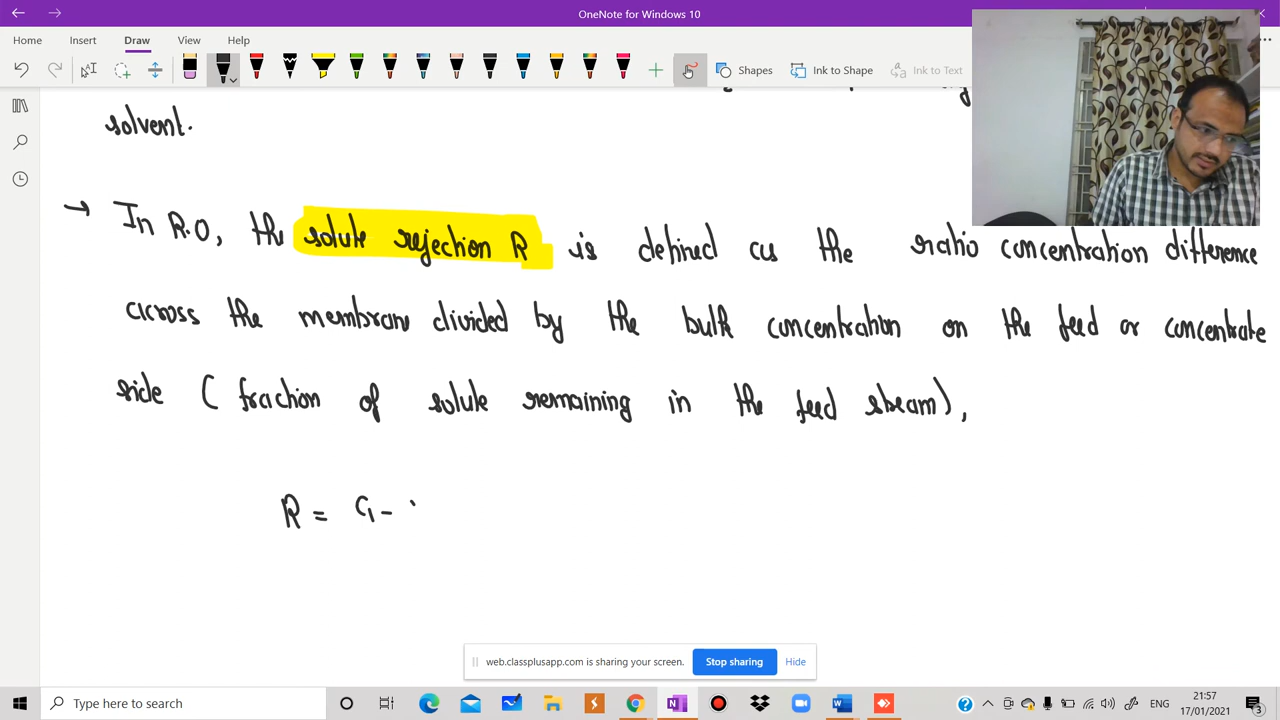 OneNote for Windows 10
Home Insert Draw View Help
Shapes Ink to Shape Ink to Text
solvent.
→ In R.O, the solute rejection R is defined as the ratio concentration difference
across the membrane divided by the bulk concentration on the feed or concentrate
side ( fraction of solute remaining in the feed stream),
R = C1 -
web.classplusapp.com is sharing your screen. Stop sharing Hide
Type here to search
ENG
21:57
17/01/2021
3